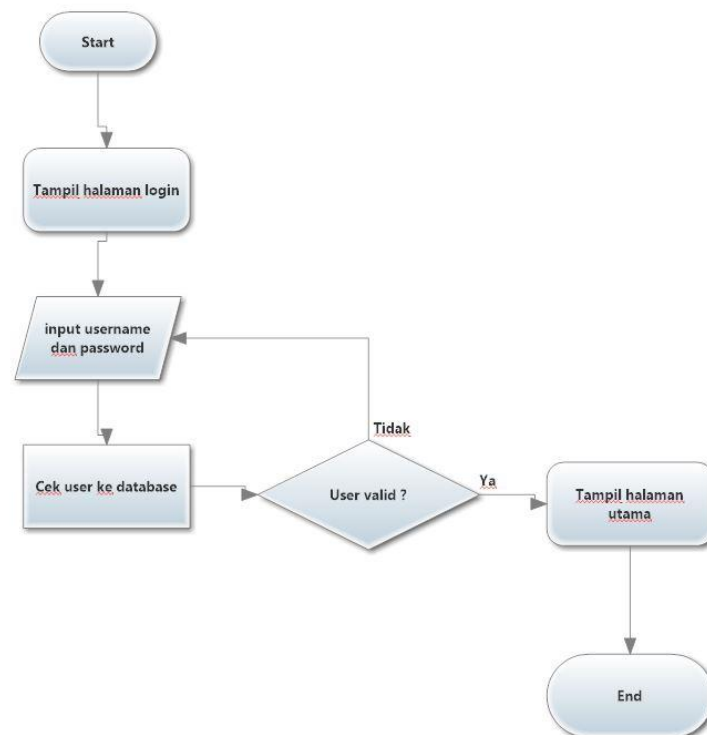 Start
Tampil halaman login
input username
dan password
Cek user ke database
User valid ?
Tidak
Ya
Tampil halaman
utama
End